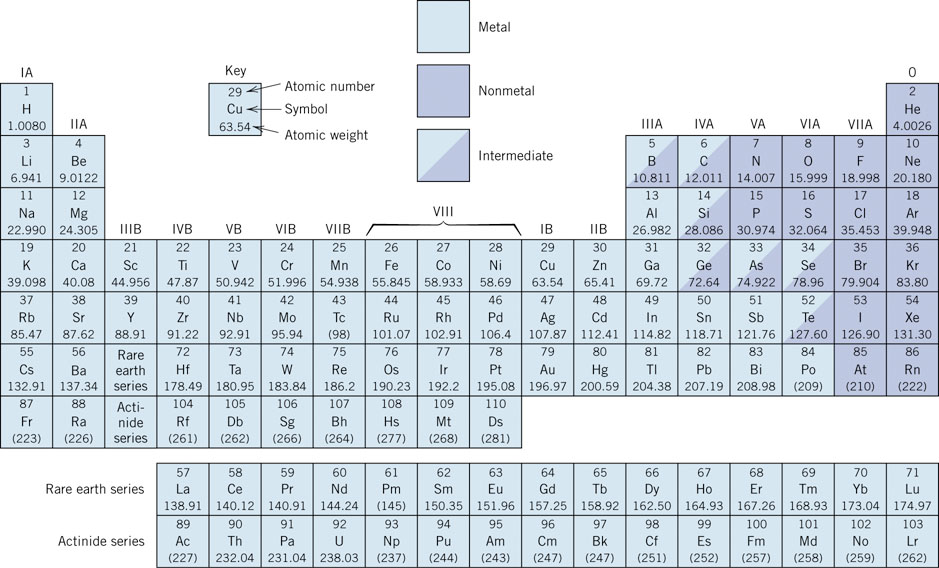 Metal
IA
Key
0
1
29
Atomic number
2
H
Cu
Symbol
Nonmetal
He
1.0080
IIA
63.54
Atomic weight
IIIA IVA VA VIA VIIA
4.0026
3 4 5 6 7 8 9 10
Li Be Intermediate B C N O F Ne
6.941 9.0122 10.811 12.011 14.007 15.999 18.998 20.180
11 12 13 14 15 16 17 18
Na Mg VIII Al Si P S Cl Ar
22.990 24.305 IIIB IVB VB VIB VIIB IB IIB 26.982 28.086 30.974 32.064 35.453 39.948
19 20 21 22 23 24 25 26 27 28 29 30 31 32 33 34 35 36
K Ca Sc Ti V Cr Mn Fe Co Ni Cu Zn Ga Ge As Se Br Kr
39.098 40.08 44.956 47.87 50.942 51.996 54.938 55.845 58.933 58.69 63.54 65.41 69.72 72.64 74.922 78.96 79.904 83.80
37 38 39 40 41 42 43 44 45 46 47 48 49 50 51 52 53 54
Rb Sr Y Zr Nb Mo Tc Ru Rh Pd Ag Cd In Sn Sb Te I Xe
85.47 87.62 88.91 91.22 92.91 95.94 (98) 101.07 102.91 106.4 107.87 112.41 114.82 118.71 121.76 127.60 126.90 131.30
55 56 Rare 72 73 74 75 76 77 78 79 80 81 82 83 84 85 86
Cs Ba earth Hf Ta W Re Os Ir Pt Au Hg Tl Pb Bi Po At Rn
132.91 137.34 series 178.49 180.95 183.84 186.2 190.23 192.2 195.08 196.97 200.59 204.38 207.19 208.98 (209) (210) (222)
87 88 Acti- 104 105 106 107 108 109 110
Fr Ra nide Rf Db Sg Bh Hs Mt Ds
(223) (226) series (261) (262) (266) (264) (277) (268) (281)
57 58 59 60 61 62 63 64 65 66 67 68 69 70 71
Rare earth series La Ce Pr Nd Pm Sm Eu Gd Tb Dy Ho Er Tm Yb Lu
138.91 140.12 140.91 144.24 (145) 150.35 151.96 157.25 158.92 162.50 164.93 167.26 168.93 173.04 174.97
89 90 91 92 93 94 95 96 97 98 99 100 101 102 103
Actinide series Ac Th Pa U Np Pu Am Cm Bk Cf Es Fm Md No Lr
(227) 232.04 231.04 238.03 (237) (244) (243) (247) (247) (251) (252) (257) (258) (259) (262)